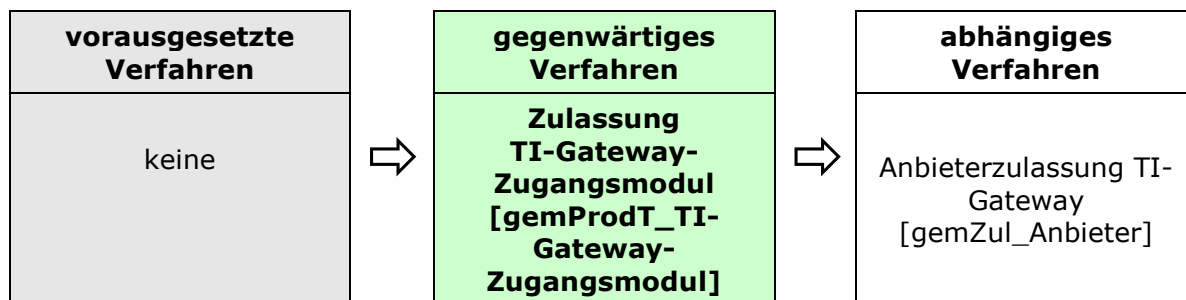 vorausgesetzte
Verfahren
keine
gegenwärtiges
Verfahren
Zulassung
TI-Gateway-
Zugangsmodul
[gemProdT_TI-
Gateway-
Zugangsmodul]
abhängiges
Verfahren
Anbieterzulassung TI-
Gateway
[gemZul_Anbieter]